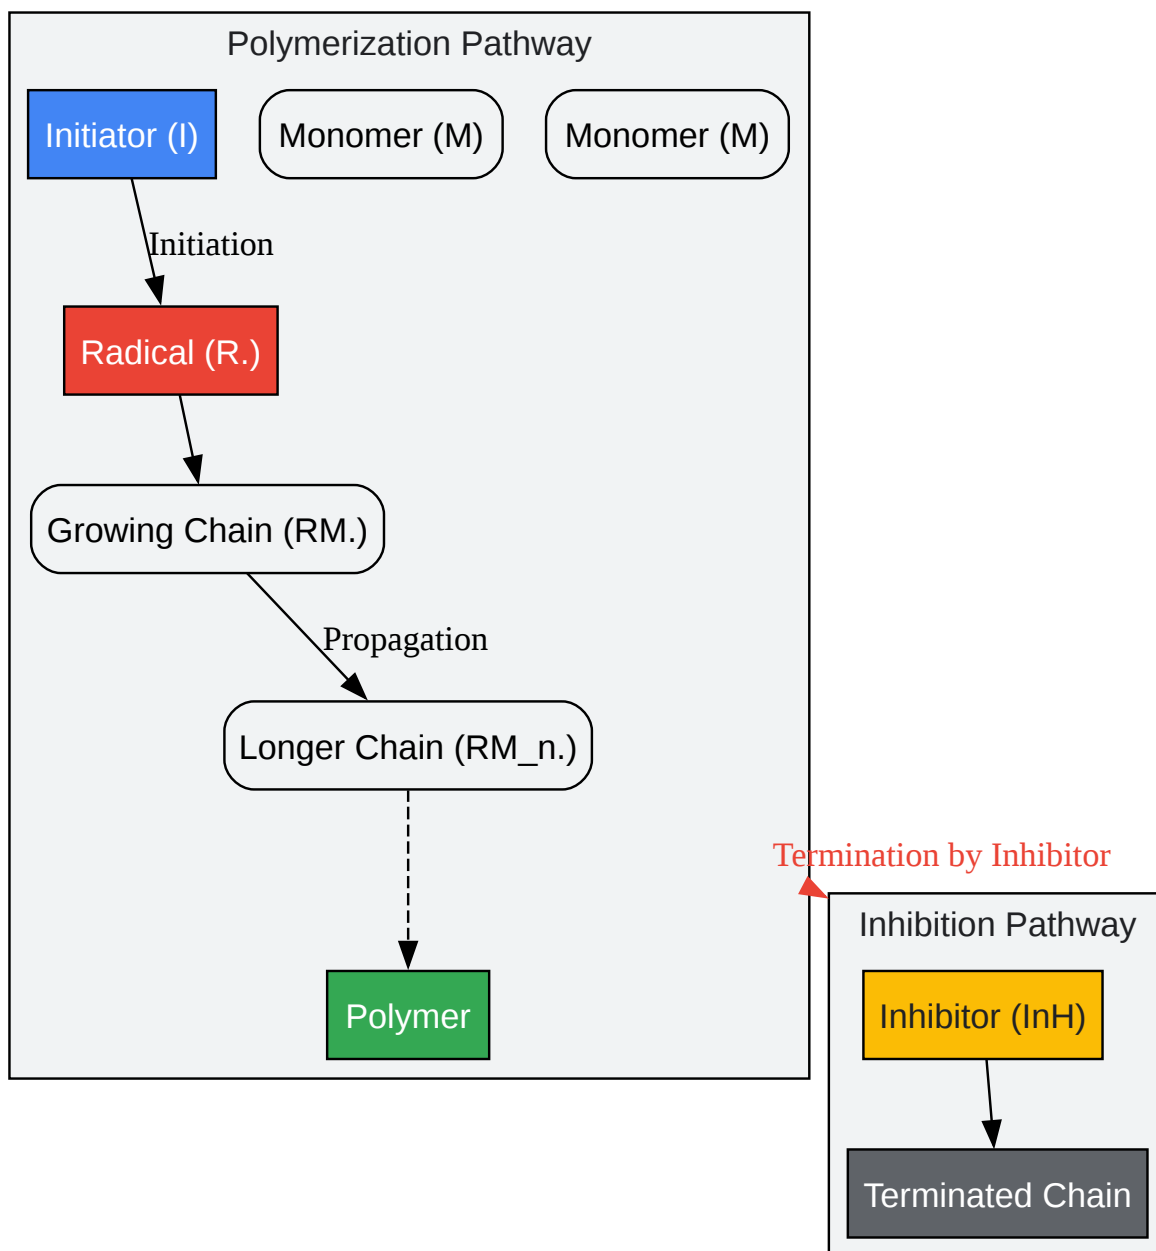 Polymerization Pathway
Initiator (I)
Monomer (M)
Monomer (M)
Initiation
Radical (R.)
Growing Chain (RM.)
Propagation
Longer Chain (RM_n.)
Termination by Inhibitor
Inhibition Pathway
Polymer
Inhibitor (InH)
Terminated Chain